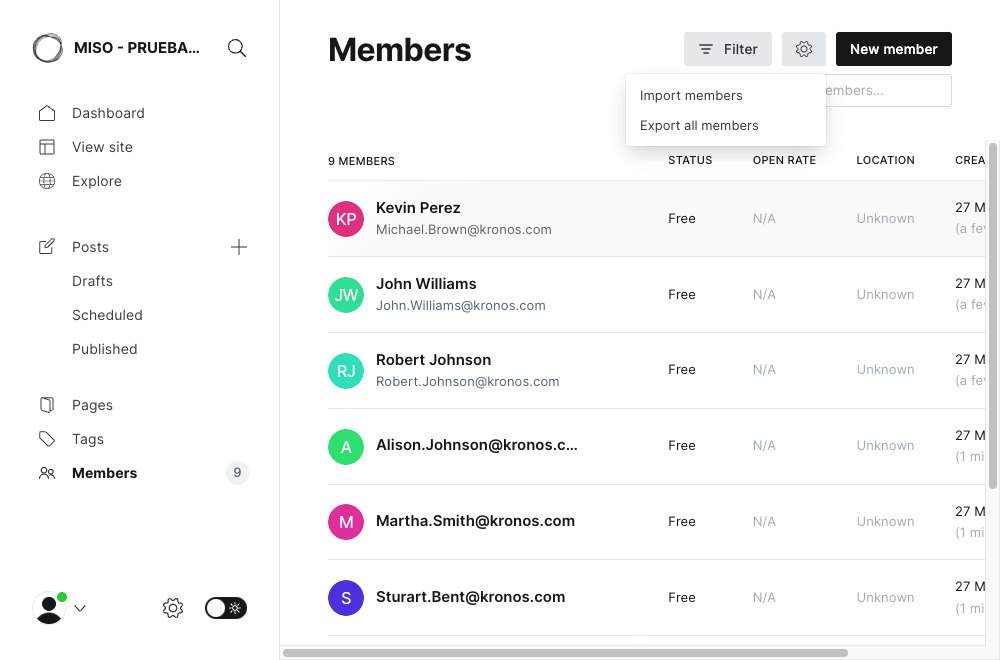 MISO - PRUEBA...
Dashboard
View site
Explore
Posts
Drafts
Scheduled
Published
Pages
Tags
Members
9
Members
Filter
New member
Import members
Export all members
embers...
9 MEMBERS STATUS OPEN RATE LOCATION CREA
KP
Kevin Perez
Michael.Brown@kronos.com
Free N/A Unknown 27 M
(a fe
JW
John Williams
John.Williams@kronos.com
Free N/A Unknown 27 M
(a fe
RJ
Robert Johnson
Robert.Johnson@kronos.com
Free N/A Unknown 27 M
(a fe
A
Alison.Johnson@kronos.c...
Free N/A Unknown 27 M
(1 mi
M
Martha.Smith@kronos.com
Free N/A Unknown 27 M
(1 mi
S
Sturart.Bent@kronos.com
Free N/A Unknown 27 M
(1 mi